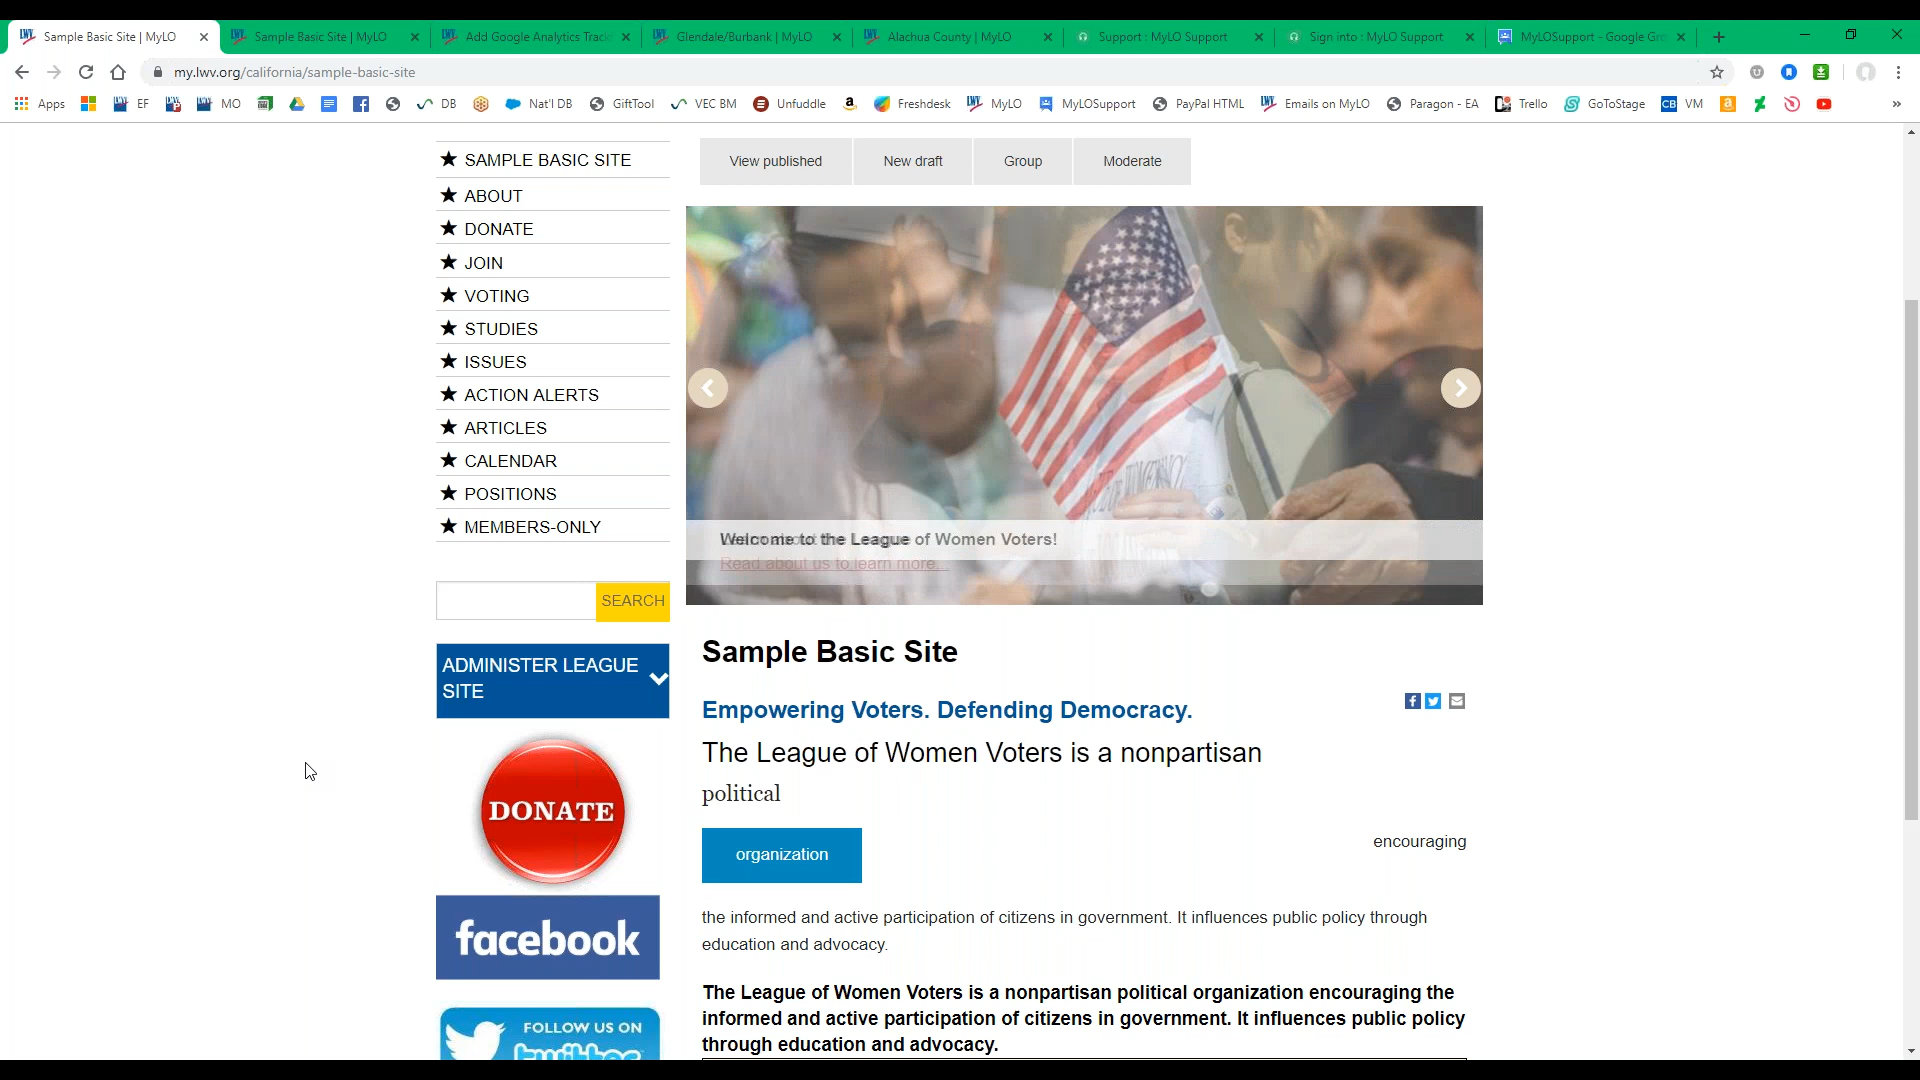 Sample Basic Site | MyLO
Sample Basic Site | MyLO
Add Google Analytics Track
Glendale/Burbank | MyLO
Alachua County | MyLO
Support : MyLO Support
Sign into : MyLO Support
MyLOSupport - Google Gr
my.lwv.org/california/sample-basic-site
Apps
EF
MO
DB
Nat'l DB
GiftTool
VEC BM
Unfuddle
Freshdesk
MyLO
MyLOSupport
PayPal HTML
Emails on MyLO
Paragon - EA
Trello
GoToStage
CB VM
SAMPLE BASIC SITE
ABOUT
DONATE
JOIN
VOTING
STUDIES
ISSUES
ACTION ALERTS
ARTICLES
CALENDAR
POSITIONS
MEMBERS-ONLY
SEARCH
ADMINISTER LEAGUE
SITE
DONATE
facebook
FOLLOW US ON
twitter
View published
New draft
Group
Moderate
Welcome to the League of Women Voters!
Read about us to learn more...
Sample Basic Site
Empowering Voters. Defending Democracy.
The League of Women Voters is a nonpartisan
political
organization
encouraging
the informed and active participation of citizens in government. It influences public policy through
education and advocacy.
The League of Women Voters is a nonpartisan political organization encouraging the
informed and active participation of citizens in government. It influences public policy
through education and advocacy.